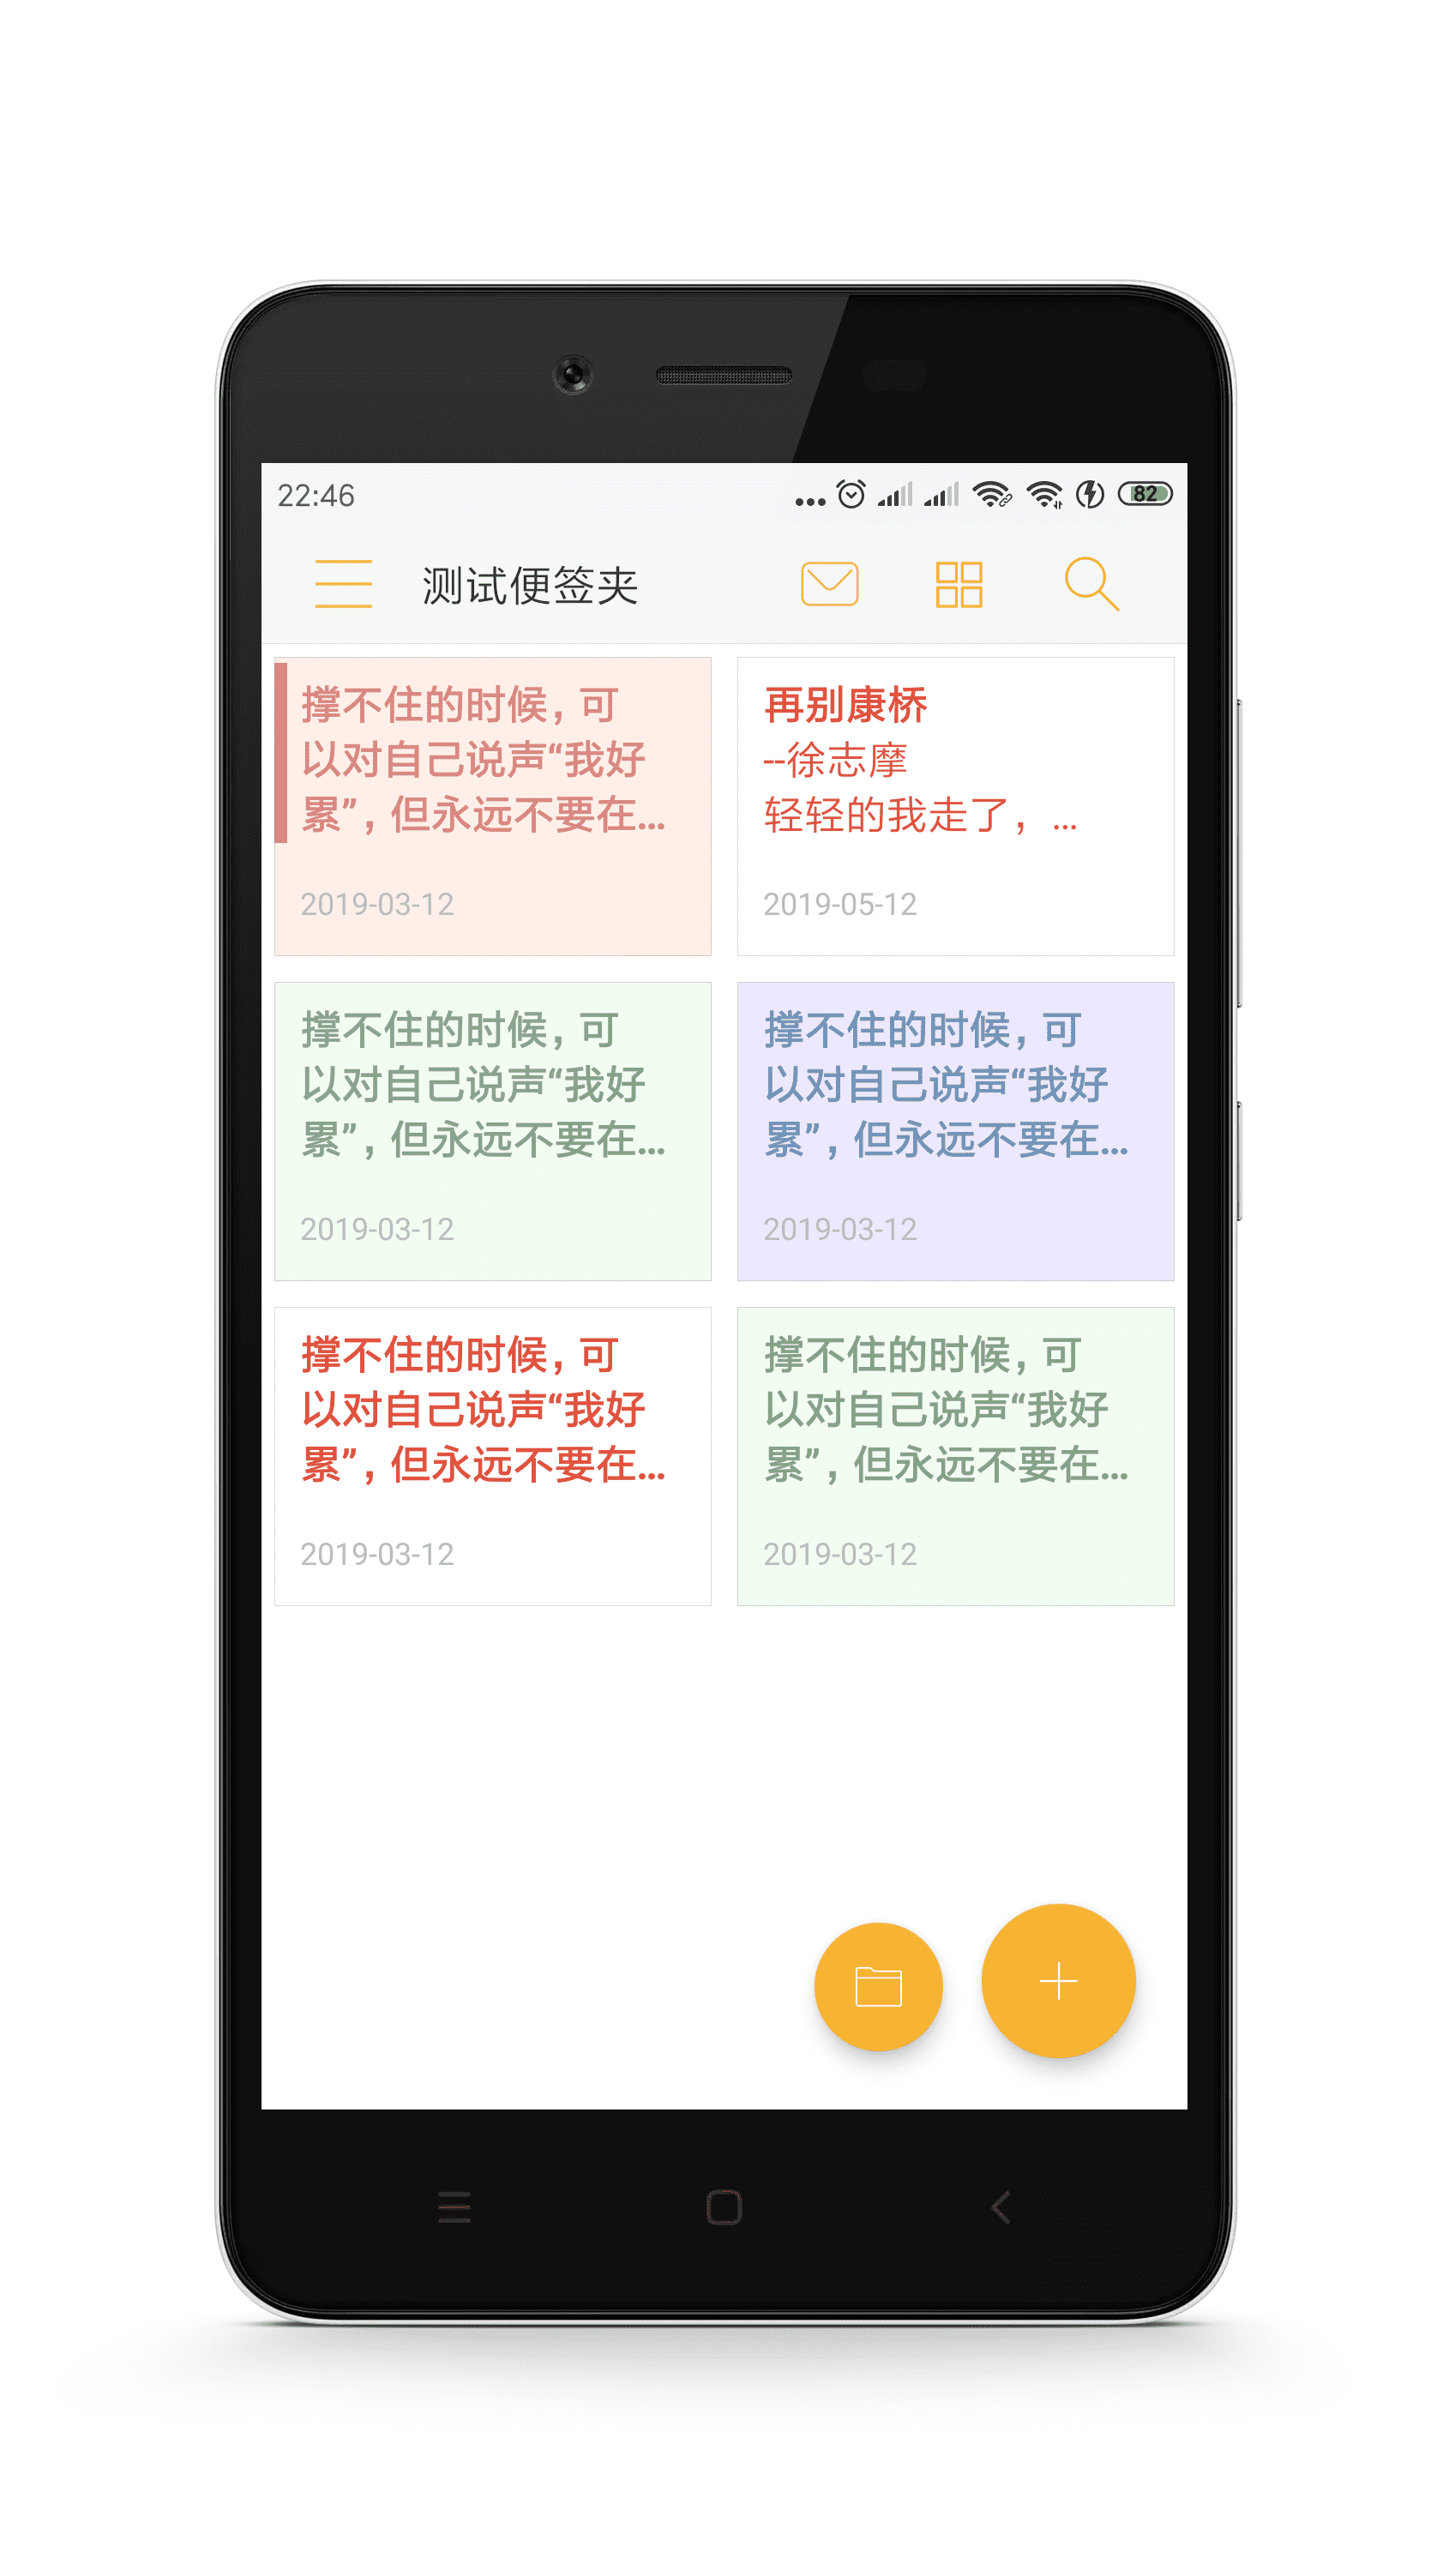 22:46
82
测试便签夹
撑不住的时候，可
以对自己说声“我好
累”，但永远不要在...
2019-03-12
再别康桥
--徐志摩
轻轻的我走了，...
2019-05-12
撑不住的时候，可
以对自己说声“我好
累”，但永远不要在...
2019-03-12
撑不住的时候，可
以对自己说声“我好
累”，但永远不要在...
2019-03-12
撑不住的时候，可
以对自己说声“我好
累”，但永远不要在...
2019-03-12
撑不住的时候，可
以对自己说声“我好
累”，但永远不要在...
2019-03-12